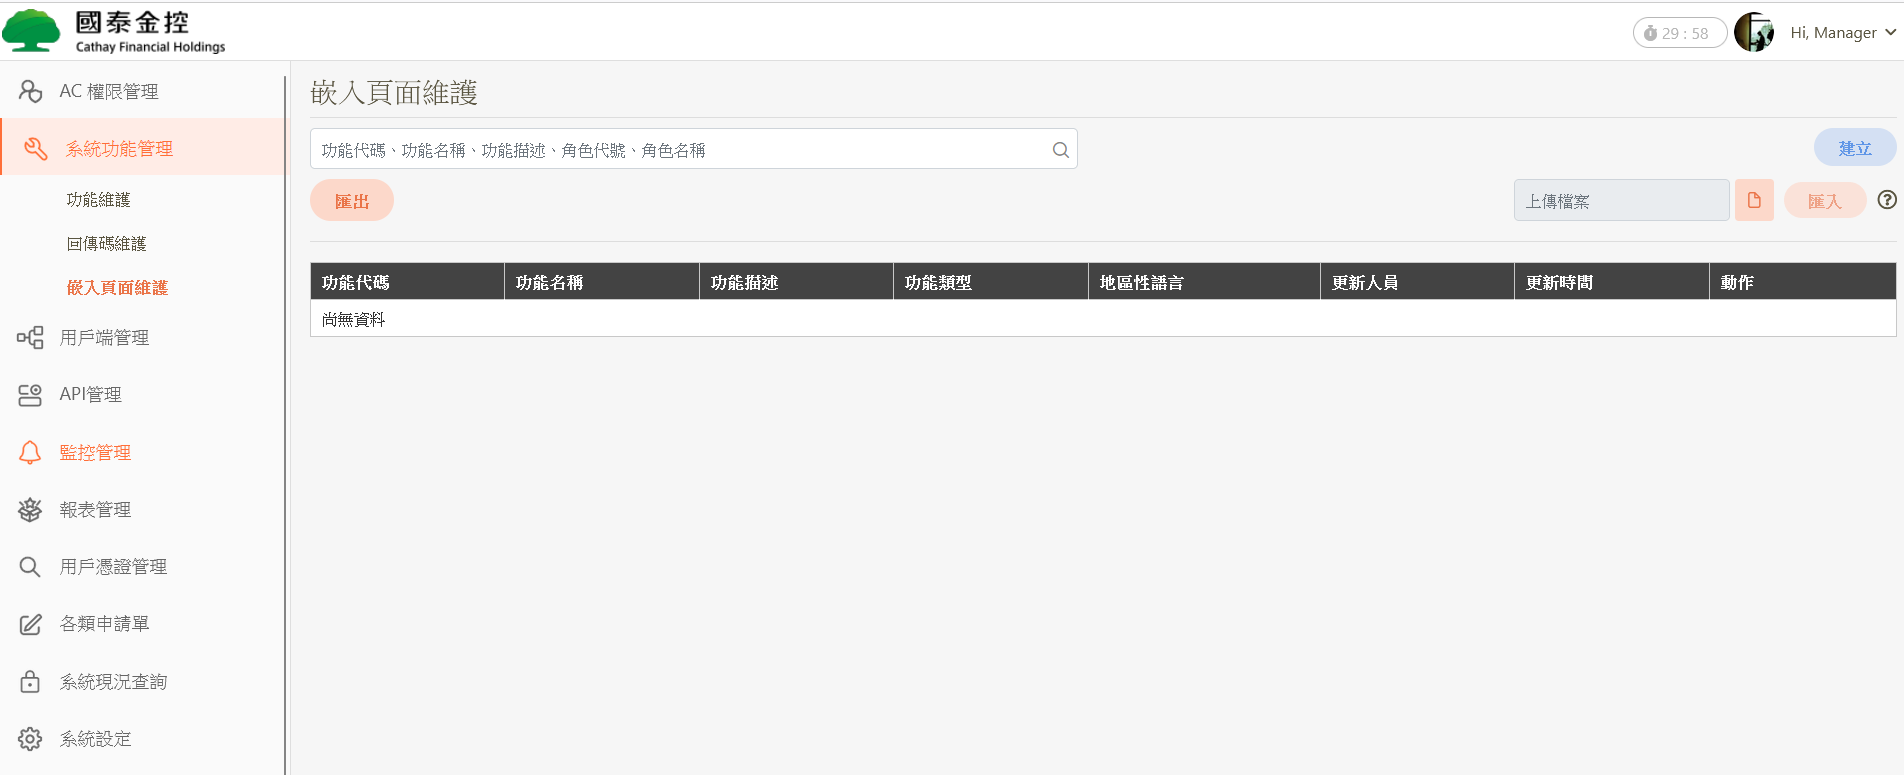 國泰金控
Cathay Financial Holdings
29 : 58
Hi, Manager
AC 權限管理
系統功能管理
功能維護
回傳碼維護
嵌入頁面維護
用戶端管理
API管理
監控管理
報表管理
用戶憑證管理
各類申請單
系統現況查詢
系統設定
嵌入頁面維護
功能代碼、功能名稱、功能描述、角色代號、角色名稱
建立
匯出
上傳檔案
匯入
?
功能代碼 功能名稱 功能描述 功能類型 地區性語言 更新人員 更新時間 動作
尚無資料